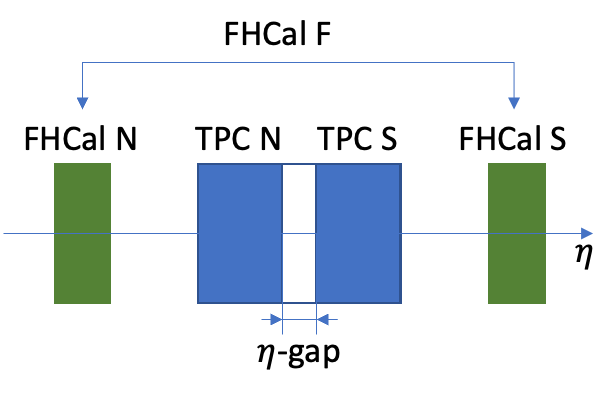 FHCal F
FHCal N
TPC N
TPC S
FHCal S
η
η-gap